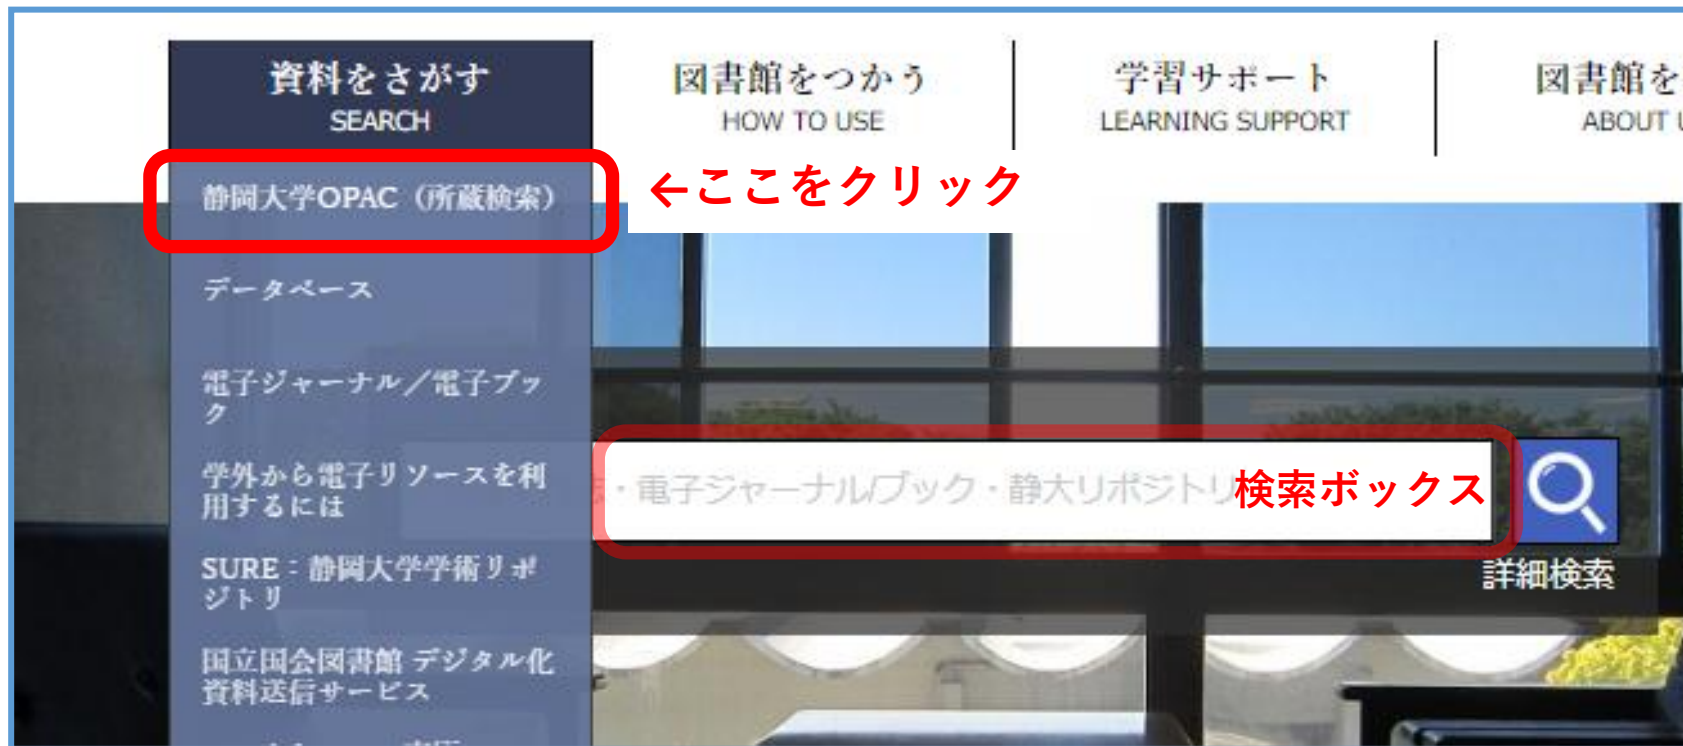 資料をさがす
SEARCH
図書館をつかう
HOW TO USE
学習サポート
LEARNING SUPPORT
図書館を
ABOUT
静岡大学OPAC（所蔵検索）
←ここをクリック
データベース
電子ジャーナル／電子ブッ
ク
学外から電子リソースを利
用するには
・電子ジャーナル/ブック・静大リポジトリ
検索ボックス
詳細検索
SURE：静岡大学学術リポ
ジトリ
国立国会図書館 デジタル化
資料送信サービス